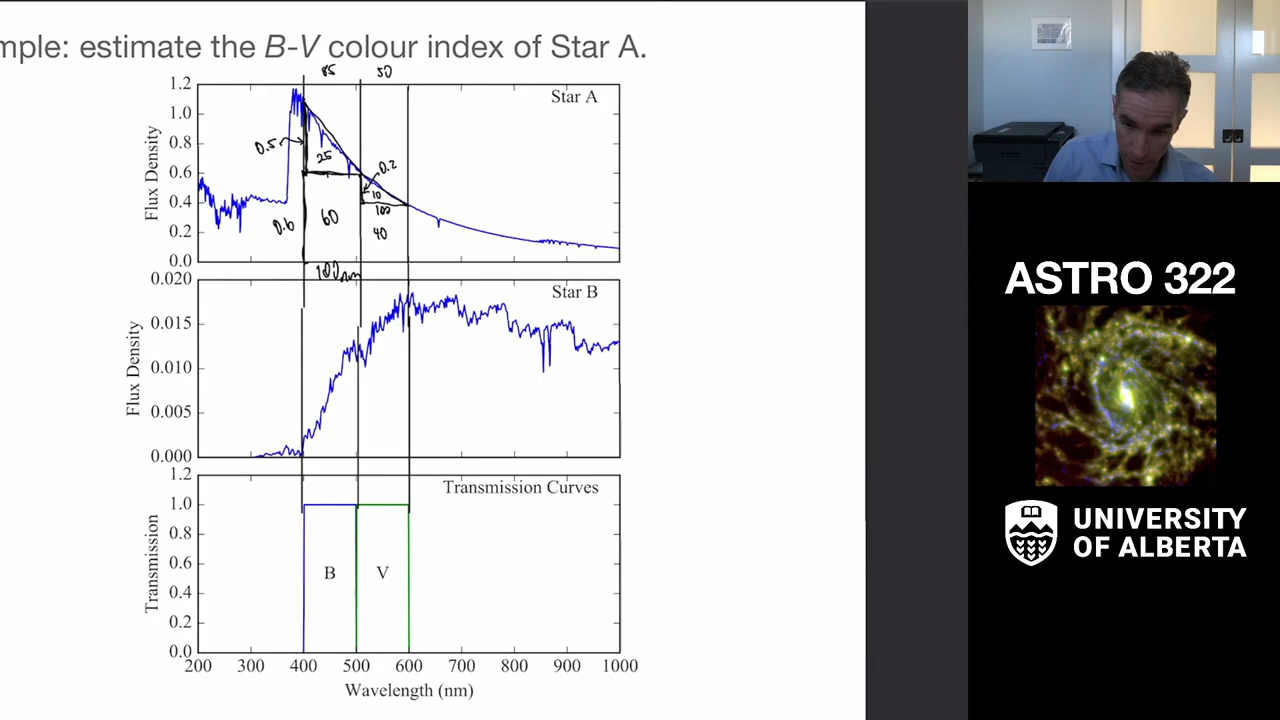 mple: estimate the B-V colour index of Star A.
85 50
1.2
1.0
0.8
0.6
0.4
0.2
0.0
Flux Density
Star A
0.5
25
0.2
10
100
0.6
60
40
100nm
0.020
0.015
0.010
0.005
0.000
Flux Density
Star B
1.2
1.0
0.8
0.6
0.4
0.2
0.0
Transmission
Transmission Curves
B V
200 300 400 500 600 700 800 900 1000
Wavelength (nm)
ASTRO 322
UNIVERSITY
OF ALBERTA